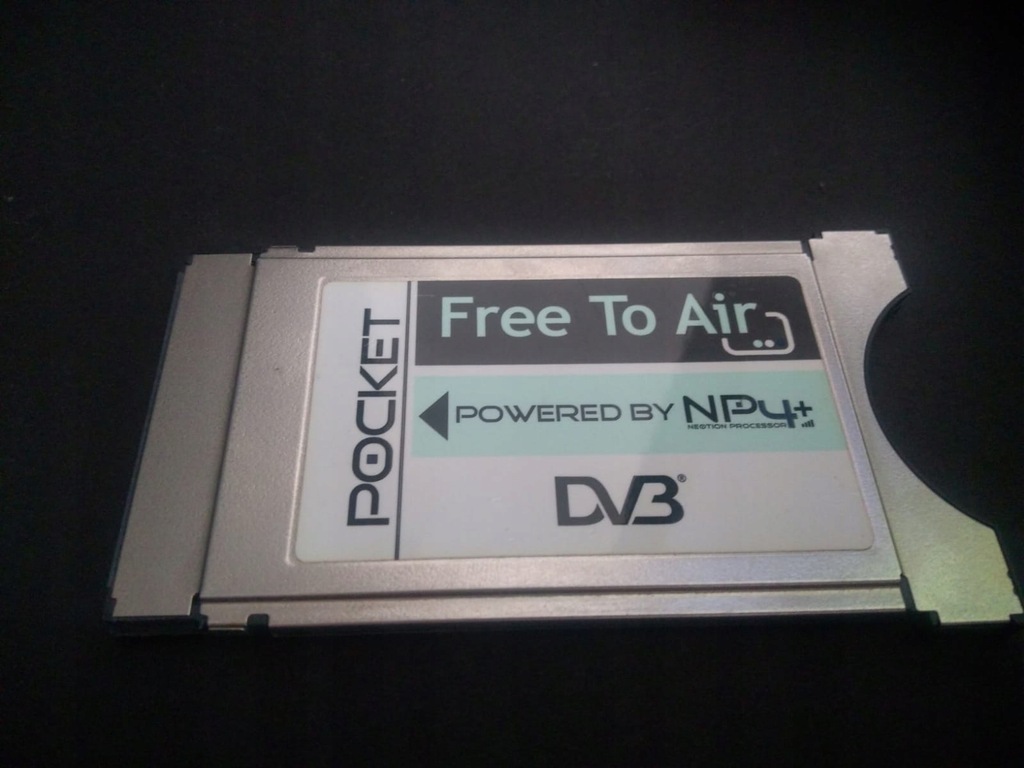 POCKET
Free To Air
POWERED BY NP4+
NEOTION PROCESSOR
DVB®